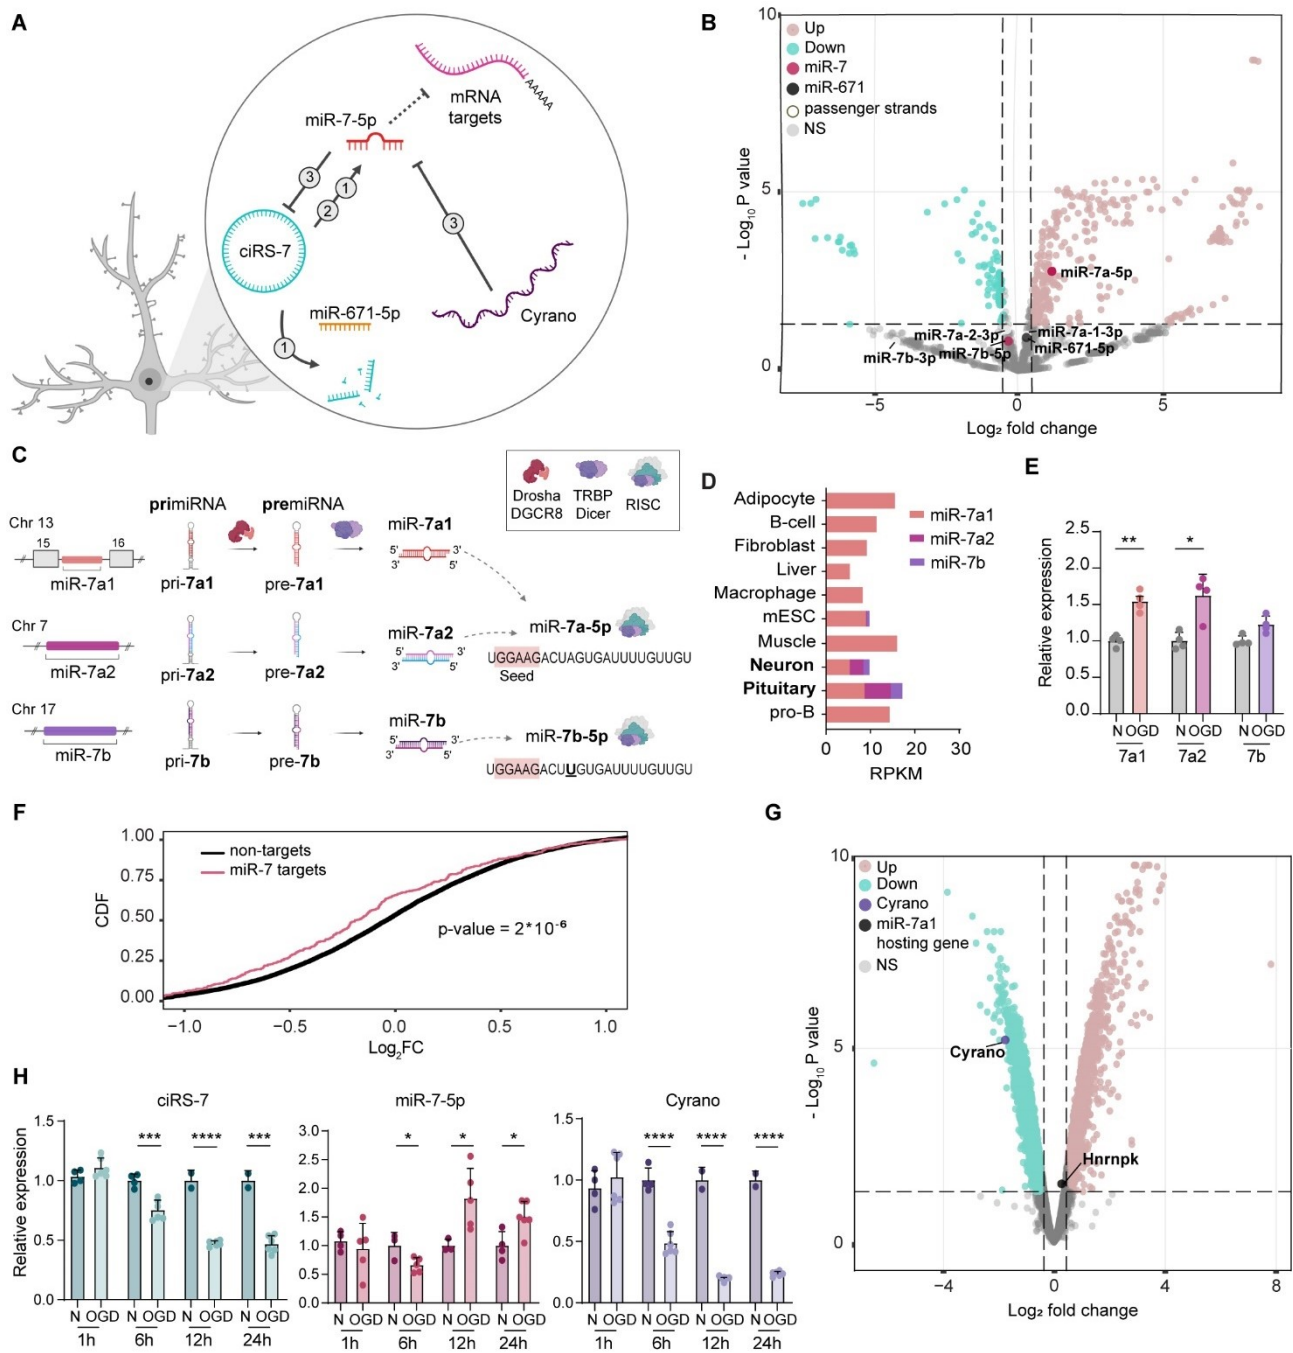 A
miR-7-5p
mRNA
targets
AAAAA
3
1
2
3
ciRS-7
miR-671-5p
1
Cyrano
B
10
5
0
- Log10 P value
Up
Down
miR-7
miR-671
passenger strands
NS
miR-7a-5p
miR-7a-2-3p
miR-7a-1-3p
miR-7b-3p
miR-7b-5p
miR-671-5p
−5
0
5
Log₂ fold change
C
Drosha
DGCR8
TRBP
Dicer
RISC
primiRNA
premiRNA
Chr 13
15
16
miR-7a1
pri-7a1
pre-7a1
miR-7a1
5'
3'
3'
5'
Chr 7
miR-7a2
pri-7a2
pre-7a2
miR-7a2
5'
3'
3'
5'
miR-7a-5p
UGGAAGACUAGUGAUUUUGUUGU
Seed
Chr 17
miR-7b
pri-7b
pre-7b
miR-7b
5'
3'
3'
5'
miR-7b-5p
UGGAAGACUUGUGAUUUUGUUGU
D
Adipocyte
B-cell
Fibroblast
Liver
Macrophage
mESC
Muscle
Neuron
Pituitary
pro-B
miR-7a1
miR-7a2
miR-7b
0
10
20
30
RPKM
E
Relative expression
2.5
2.0
1.5
1.0
0.5
0.0
**
*
N OGD
N OGD
N OGD
7a1
7a2
7b
F
CDF
1.00
0.75
0.50
0.25
0.00
non-targets
miR-7 targets
p-value = 2*10⁻⁶
−1.0
−0.5
0.0
0.5
1.0
Log₂FC
G
10
5
0
- Log10 P value
Up
Down
Cyrano
miR-7a1
hosting gene
NS
Cyrano
Hnrnpk
−4
0
4
8
Log₂ fold change
H
ciRS-7
Relative expression
1.5
1.0
0.5
0.0
***
****
***
N OGD
N OGD
N OGD
N OGD
1h
6h
12h
24h
miR-7-5p
3.0
2.5
2.0
1.5
1.0
0.5
0.0
*
*
*
N OGD
N OGD
N OGD
N OGD
1h
6h
12h
24h
Cyrano
1.5
1.0
0.5
0.0
****
****
****
N OGD
N OGD
N OGD
N OGD
1h
6h
12h
24h